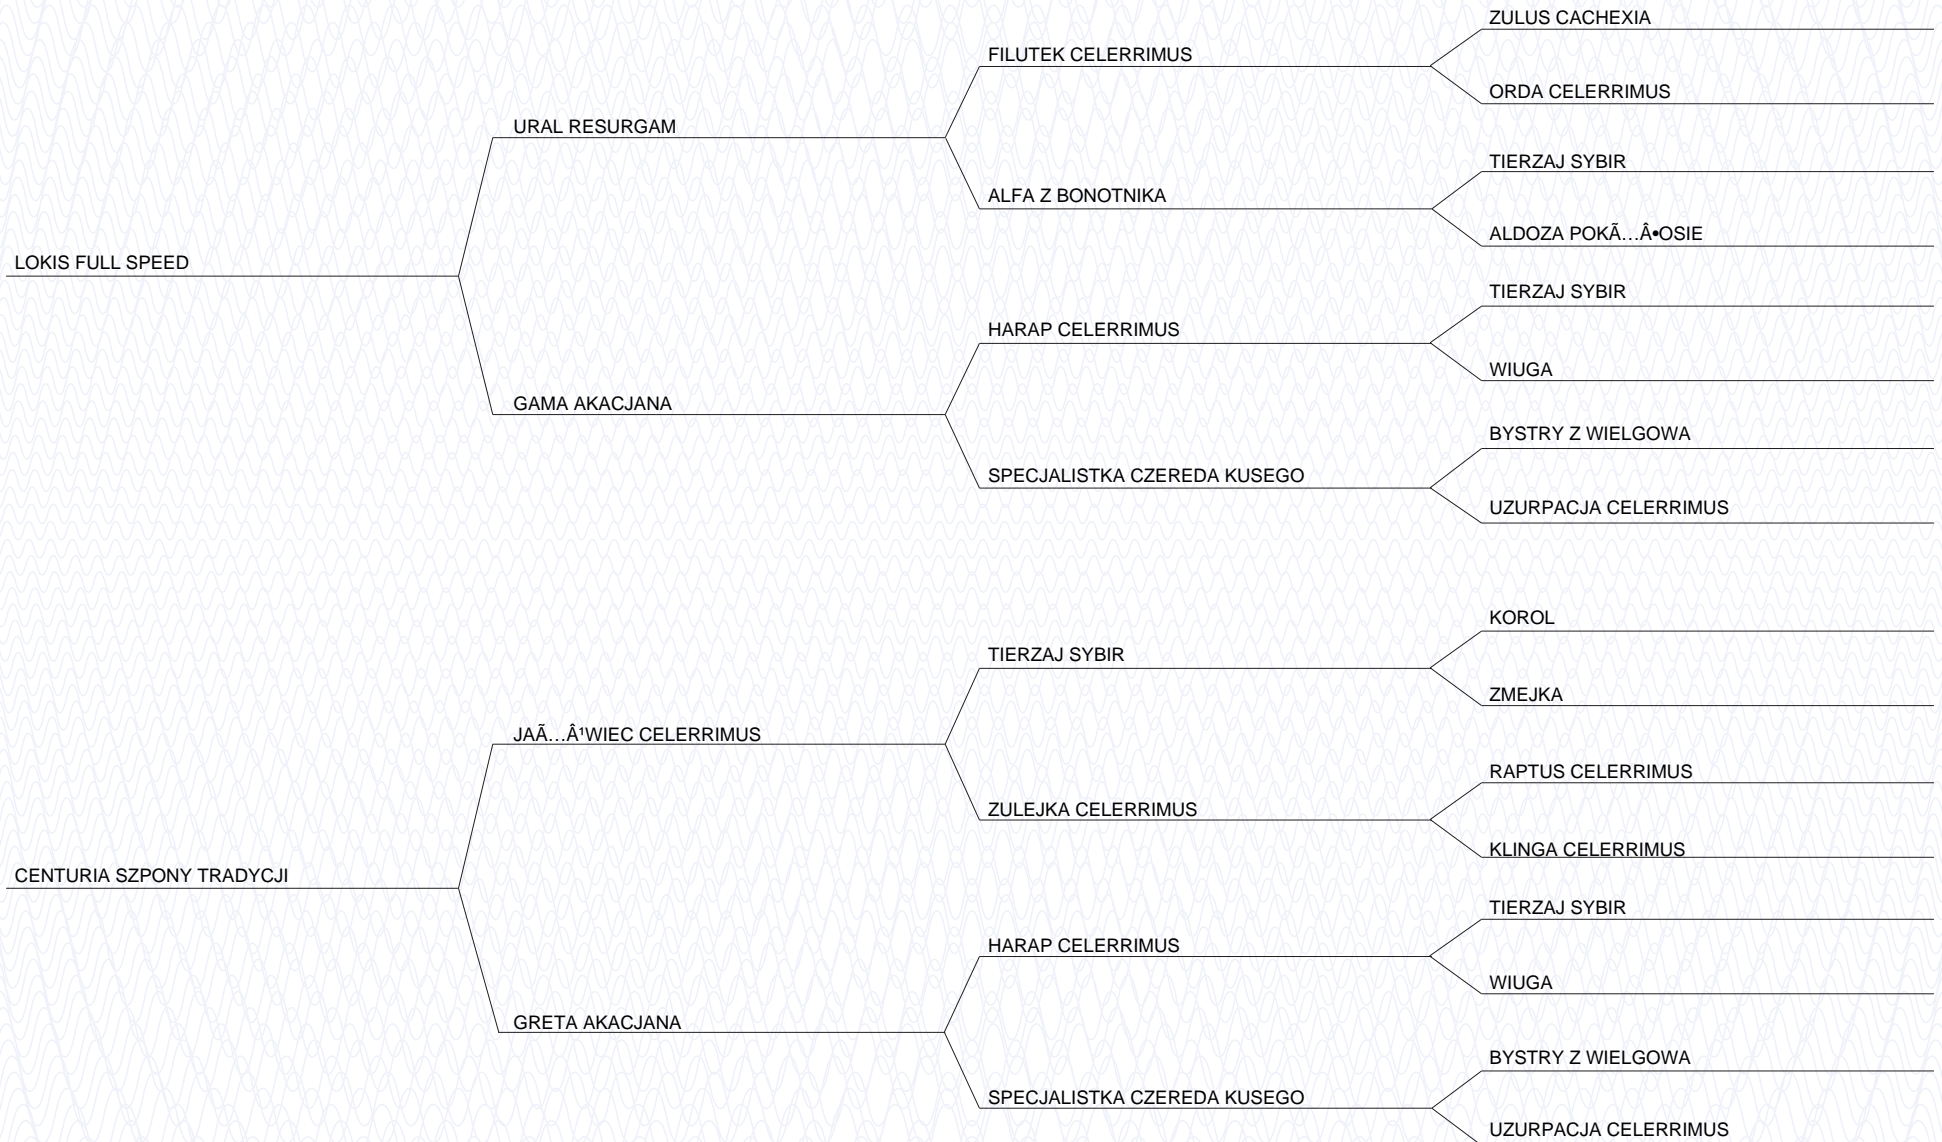 ZULUS CACHEXIA
FILUTEK CELERRIMUS
ORDA CELERRIMUS
URAL RESURGAM
TIERZAJ SYBIR
ALFA Z BONOTNIKA
ALDOZA POKÃ…Â•OSIE
LOKIS FULL SPEED
TIERZAJ SYBIR
HARAP CELERRIMUS
WIUGA
GAMA AKACJANA
BYSTRY Z WIELGOWA
SPECJALISTKA CZEREDA KUSEGO
UZURPACJA CELERRIMUS
KOROL
TIERZAJ SYBIR
ZMEJKA
JAÃ…Â¹WIEC CELERRIMUS
RAPTUS CELERRIMUS
ZULEJKA CELERRIMUS
KLINGA CELERRIMUS
CENTURIA SZPONY TRADYCJI
TIERZAJ SYBIR
HARAP CELERRIMUS
WIUGA
GRETA AKACJANA
BYSTRY Z WIELGOWA
SPECJALISTKA CZEREDA KUSEGO
UZURPACJA CELERRIMUS